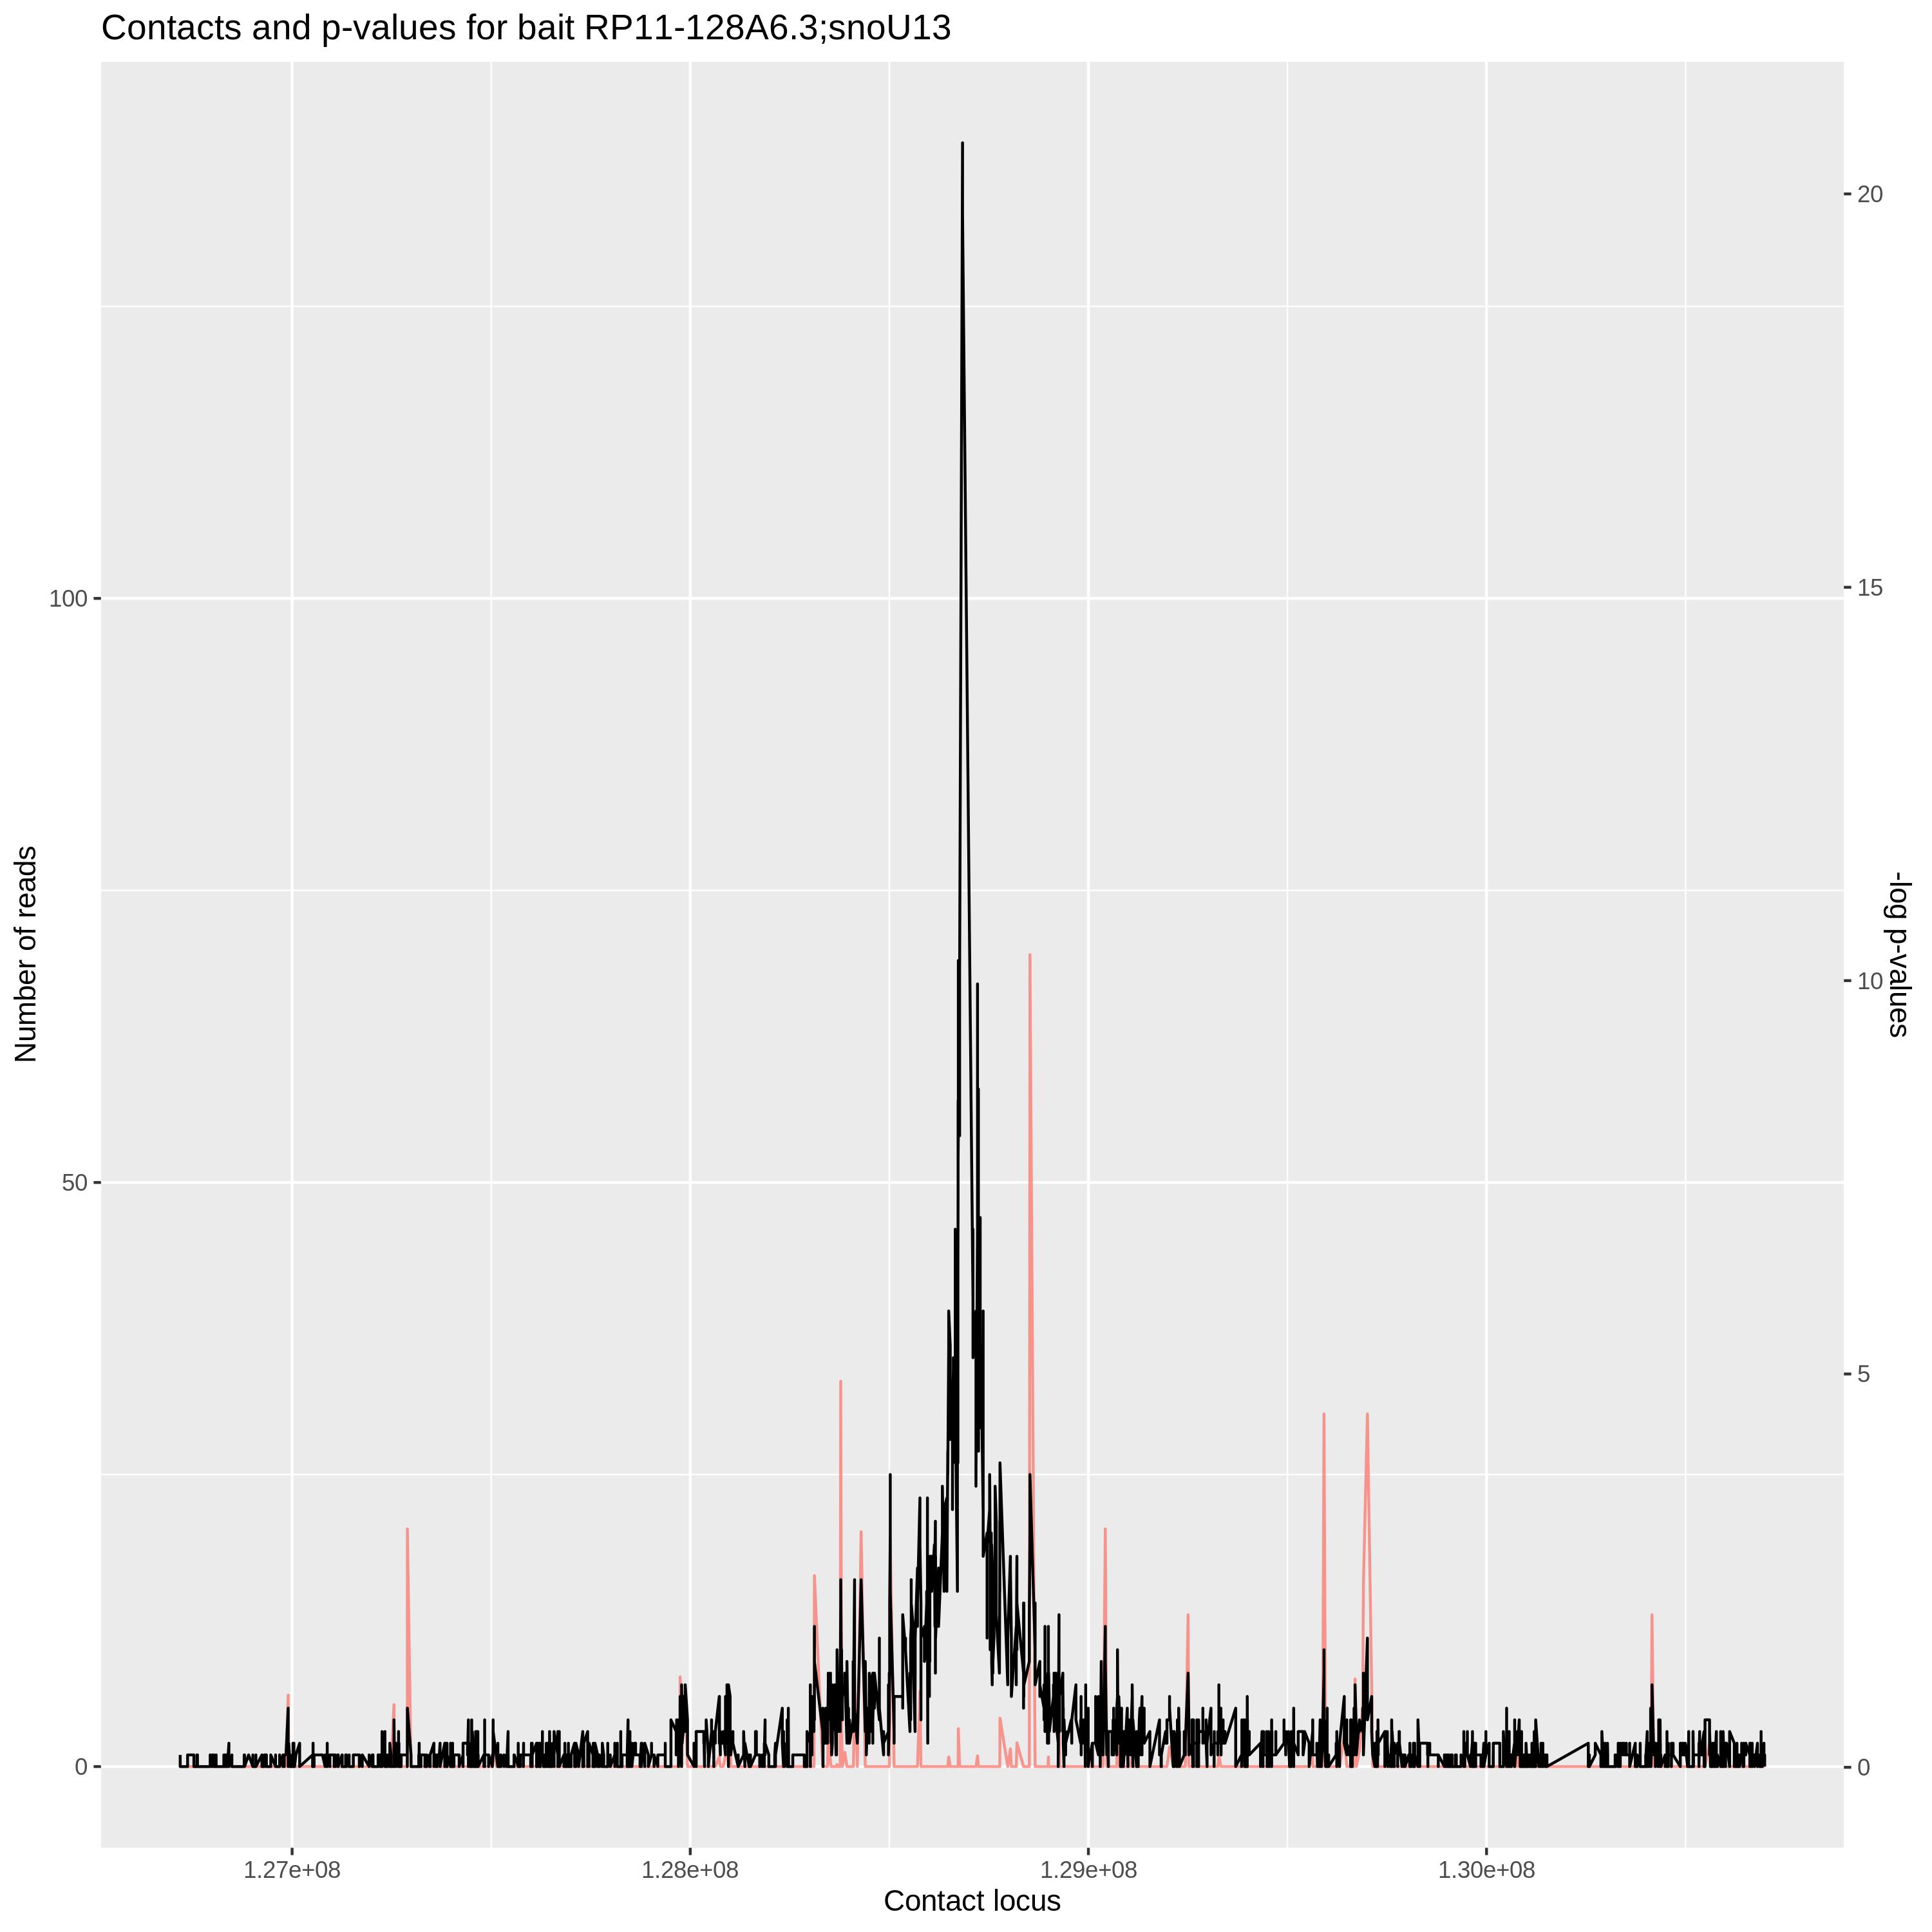 Contacts and p-values for bait RP11-128A6.3;snoU13
Number of reads
100
50
0
20
15
10
5
0
-log p-values
1.27e+08
1.28e+08
1.29e+08
1.30e+08
Contact locus